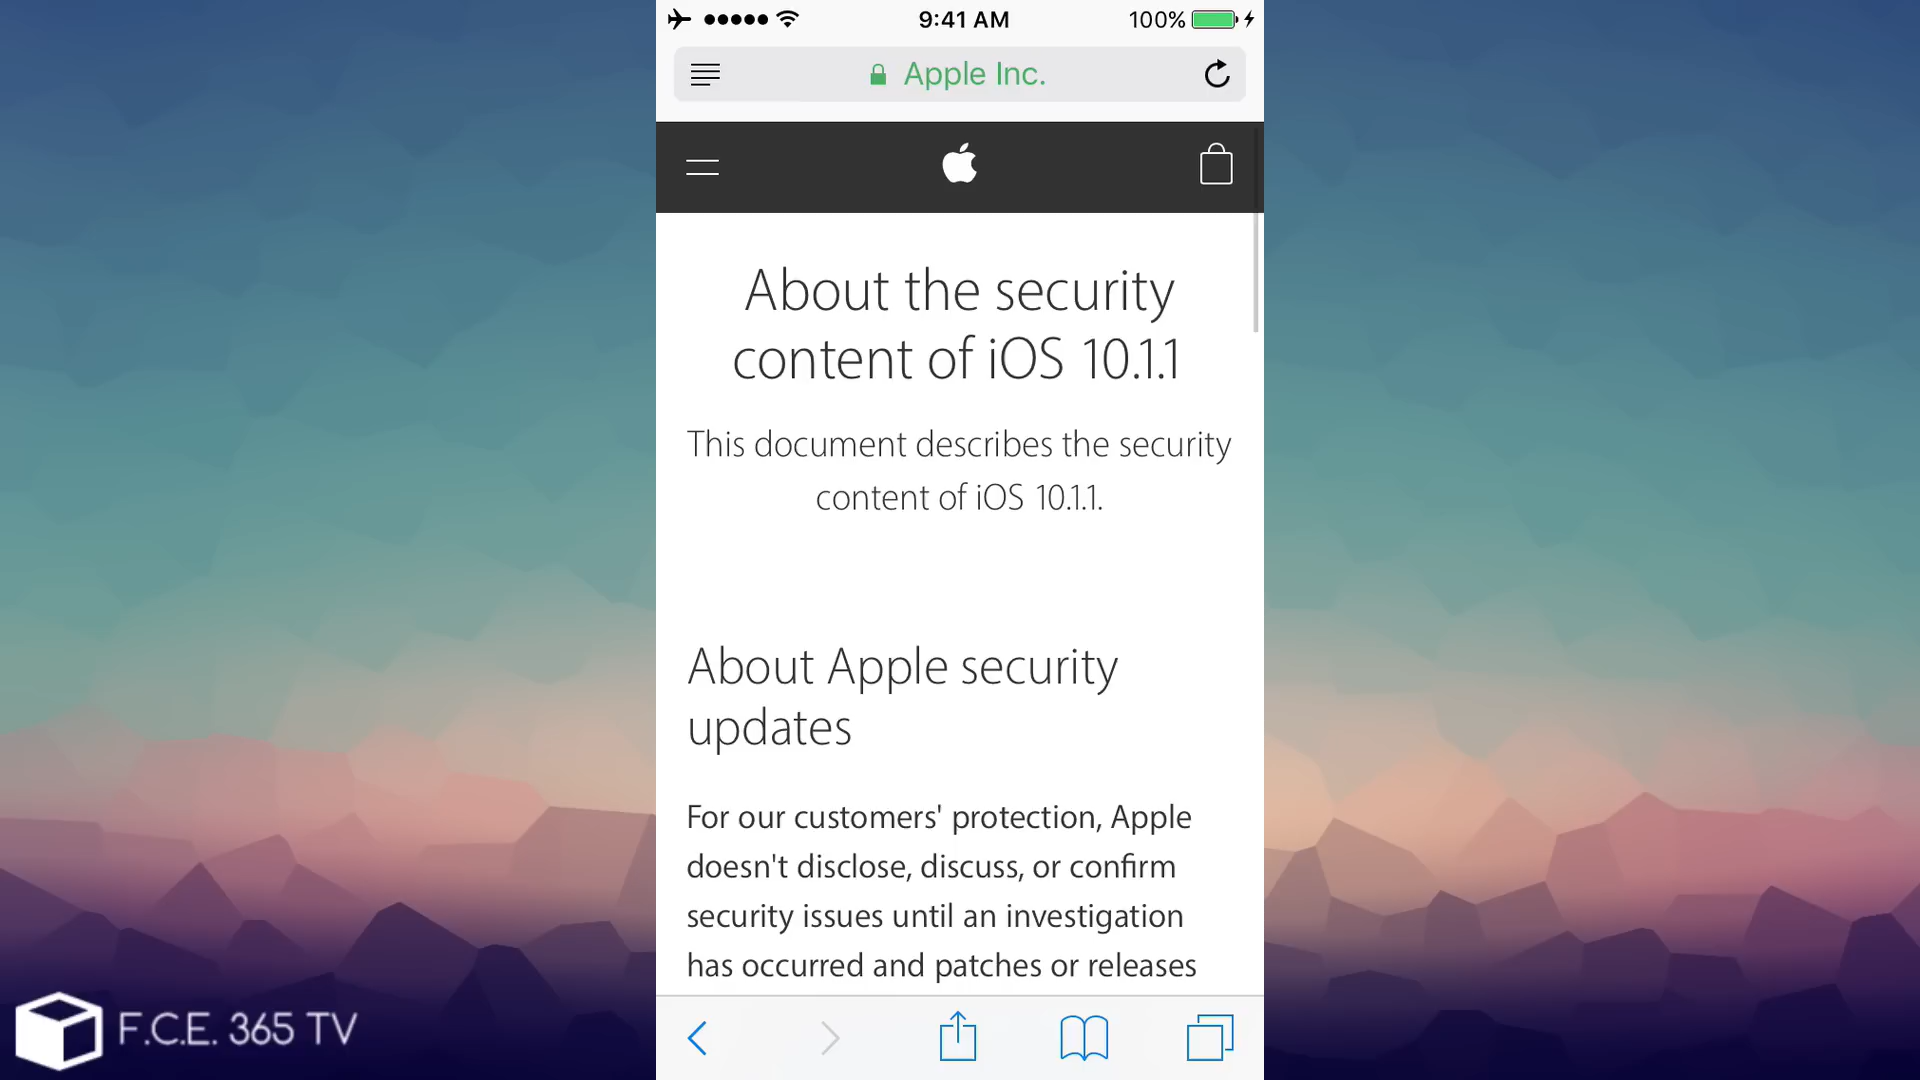 9:41 AM
100%
Apple Inc.
About the security
content of iOS 10.1.1
This document describes the security
content of iOS 10.1.1.
About Apple security
updates
For our customers' protection, Apple
doesn't disclose, discuss, or confirm
security issues until an investigation
has occurred and patches or releases
F.C.E. 365 TV